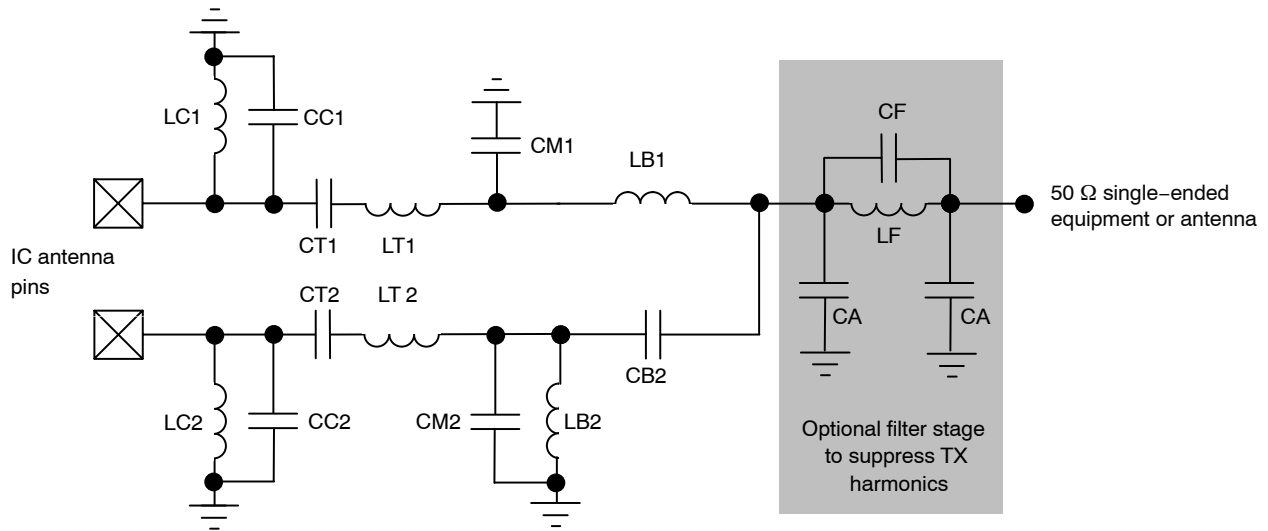 LC1
CC1
CM1
LB1
CF
50 Ω single−ended
equipment or antenna
CT1
LT1
LF
IC antenna
pins
CT2
LT 2
CA
CA
CB2
LC2
CC2
CM2
LB2
Optional filter stage
to suppress TX
harmonics